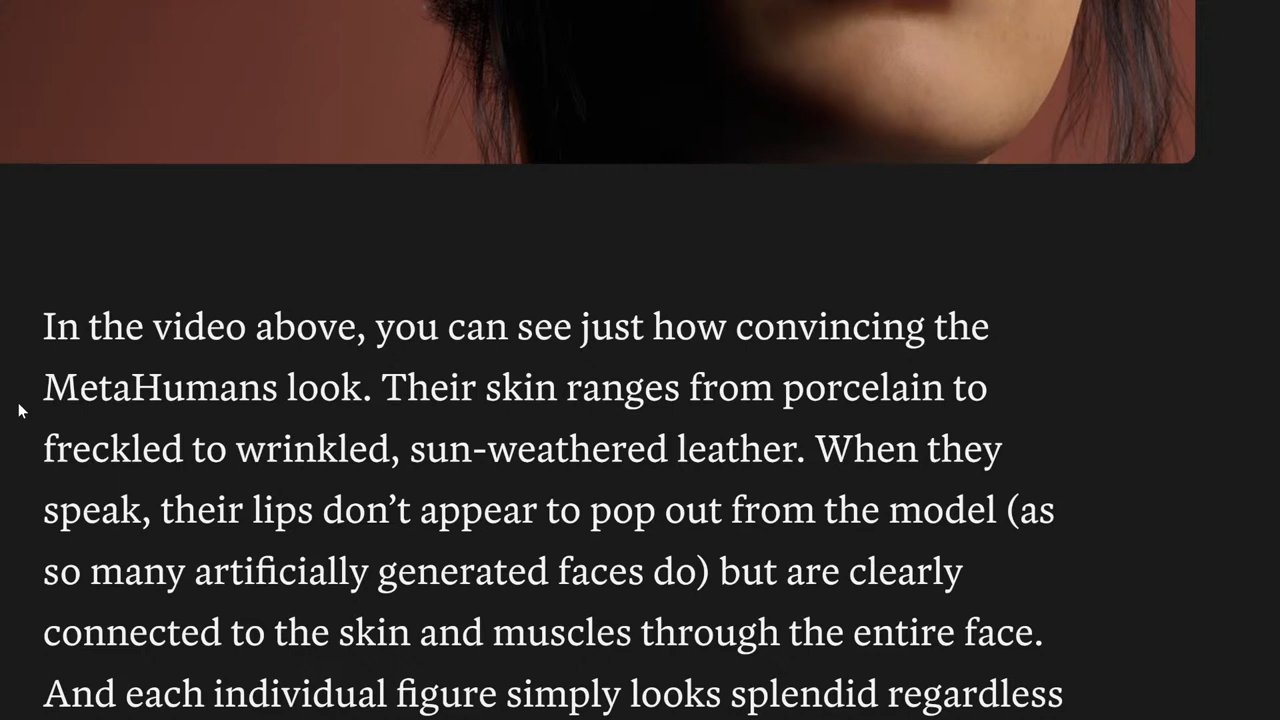 In the video above, you can see just how convincing the
MetaHumans look. Their skin ranges from porcelain to
freckled to wrinkled, sun-weathered leather. When they
speak, their lips don’t appear to pop out from the model (as
so many artificially generated faces do) but are clearly
connected to the skin and muscles through the entire face.
And each individual figure simply looks splendid regardless